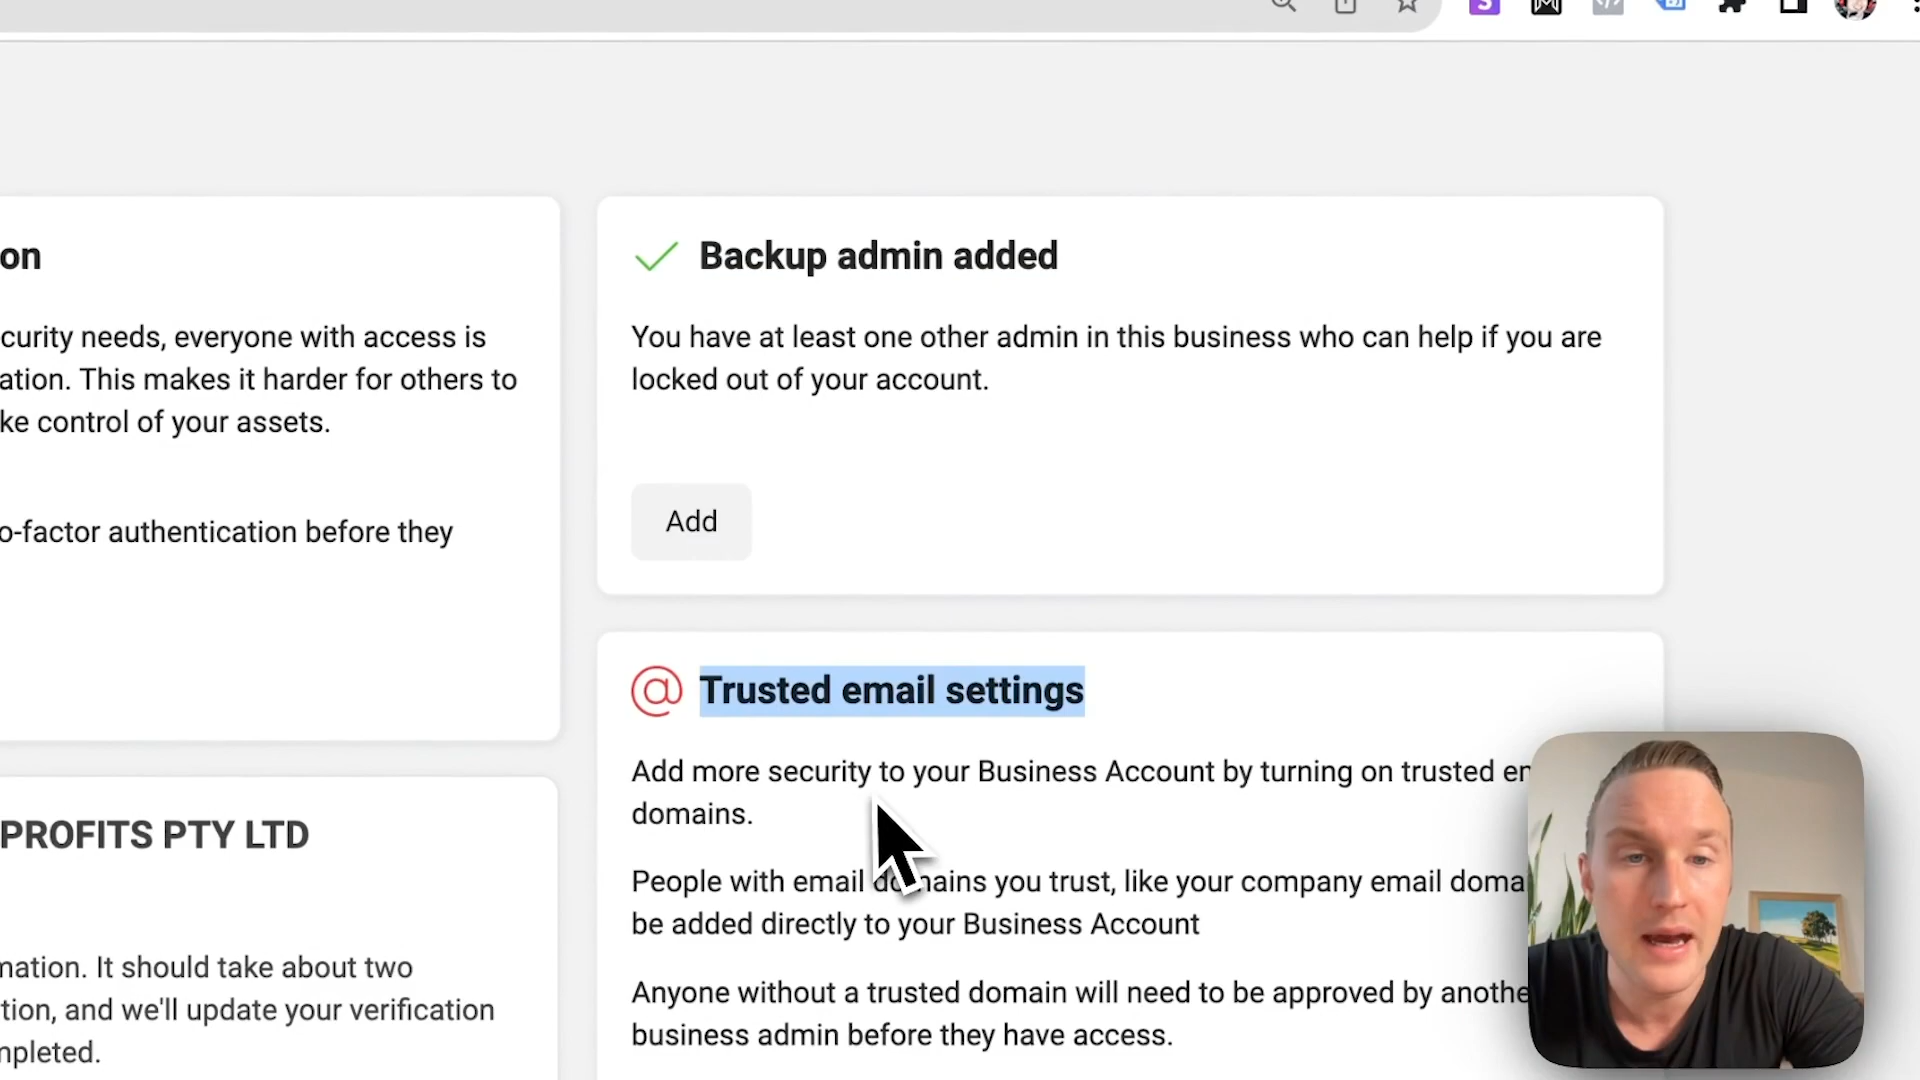 on
curity needs, everyone with access is
ation. This makes it harder for others to
ke control of your assets.
o-factor authentication before they
PROFITS PTY LTD
mation. It should take about two
tion, and we'll update your verification
mpleted.
Backup admin added
You have at least one other admin in this business who can help if you are
locked out of your account.
Add
Trusted email settings
Add more security to your Business Account by turning on trusted em
domains.
People with email domains you trust, like your company email doma
be added directly to your Business Account
Anyone without a trusted domain will need to be approved by anothe
business admin before they have access.